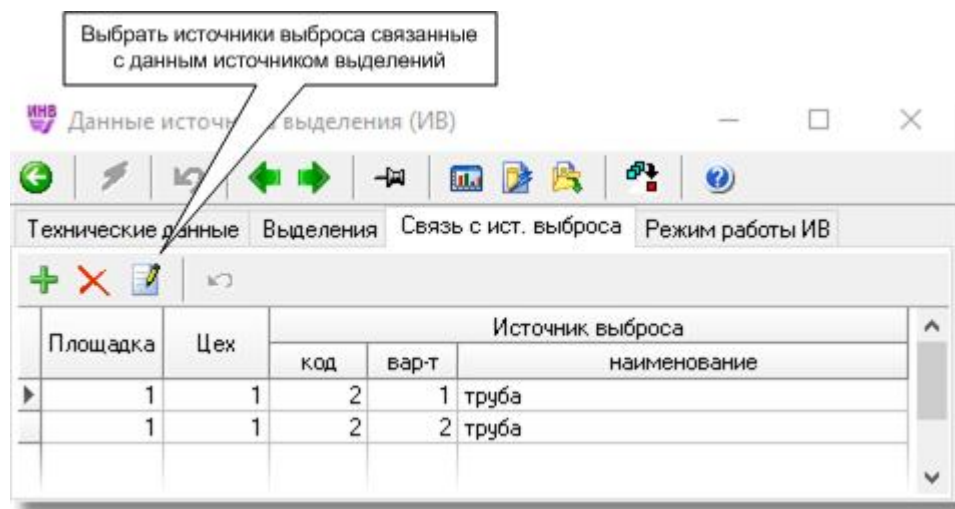 Выбрать источники выброса связанные
с данным источником выделений
ИНВ
Данные источн выделения (ИВ)
Технические данные Выделения Связь с ист. выброса Режим работы ИВ
Площадка Цех Источник выброса
код вар-т наименование
1 1 2 1 труба
1 1 2 2 труба